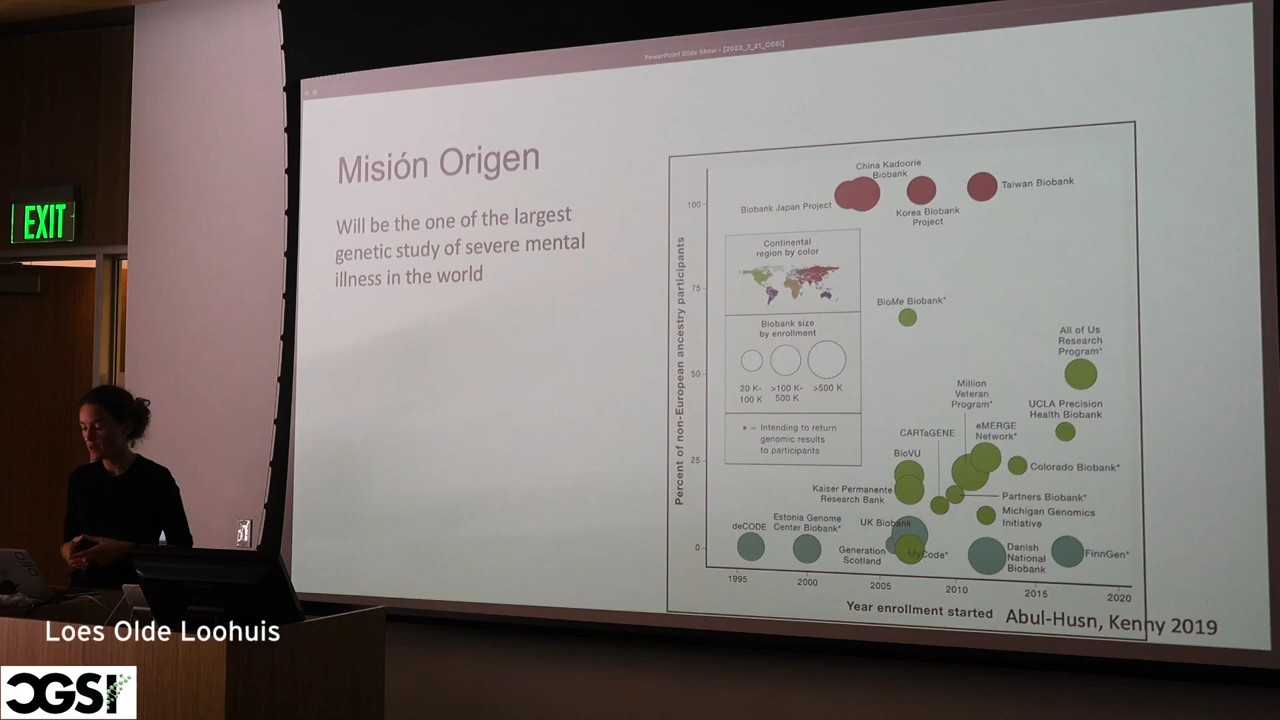 PowerPoint Slide Show - [2023_7_31_CGSI]
Misión Origen
Will be the one of the largest
genetic study of severe mental
illness in the world
EXIT
Percent of non-European ancestry participants
100
75
50
25
0
China Kadoorie
Biobank
Biobank Japan Project
Korea Biobank
Project
Taiwan Biobank
Continental
region by color
Biobank size
by enrollment
20 K-
100 K
>100 K-
500 K
>500 K
* = Intending to return
genomic results
to participants
BioMe Biobank*
All of Us
Research
Program*
Million
Veteran
Program*
UCLA Precision
Health Biobank
CARTaGENE
eMERGE
Network*
BioVU
Colorado Biobank*
Kaiser Permanente
Research Bank
Partners Biobank*
Michigan Genomics
Initiative
deCODE
Estonia Genome
Center Biobank*
UK Biobank
Generation
Scotland
MyCode*
Danish
National
Biobank
FinnGen*
1995
2000
2005
2010
2015
2020
Year enrollment started
Abul-Husn, Kenny 2019
Loes Olde Loohuis
CGSI